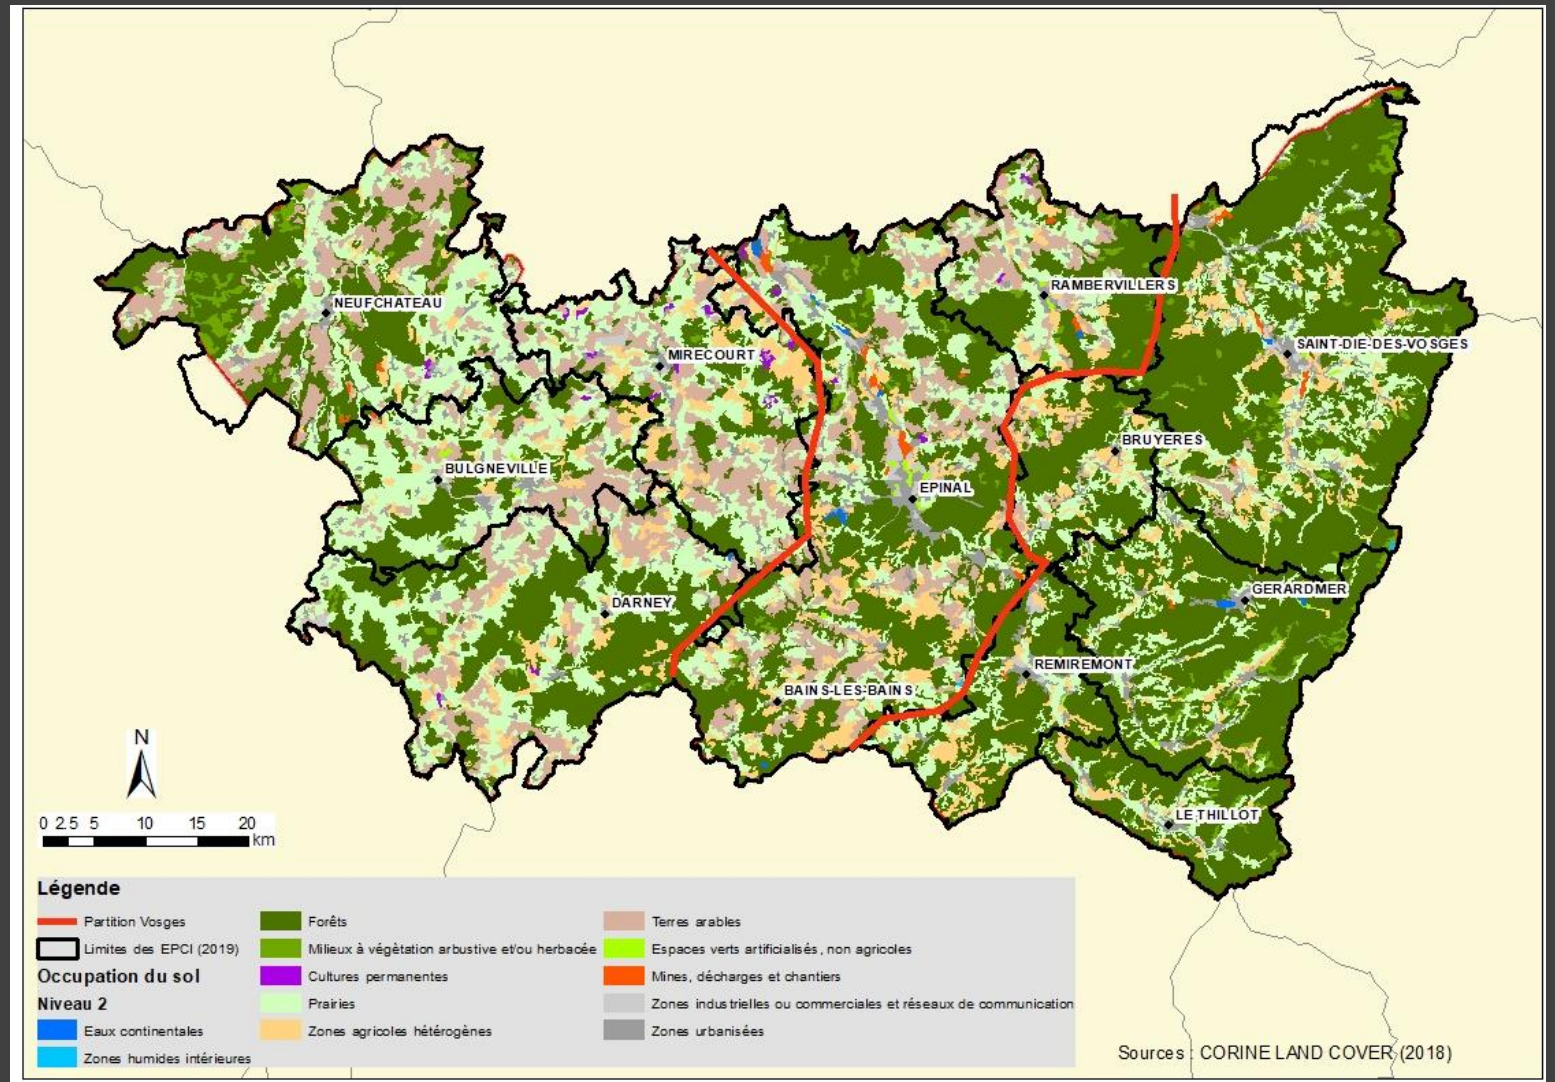 NEUFCHATEAU
RAMBERVILLERS
SAINT-DIE-DES-VOSGES
MIRECOURT
BRUYERES
BULGNEVILLE
EPINAL
GERARDMER
DARNEY
REMIREMONT
BAINS-LES-BAINS
LE THILLOT
N
0 2.5 5 10 15 20
km
Légende
Partition Vosges
Limites des EPCI (2019)
Occupation du sol
Niveau 2
Eaux continentales
Zones humides intérieures
Forêts
Milieux à végètation arbustive et/ou herbacée
Cultures permanentes
Prairies
Zones agricoles hétérogènes
Terres arables
Espaces verts artificialisés, non agricoles
Mines, décharges et chantiers
Zones industrielles ou commerciales et réseaux de communication
Zones urbanisées
Sources : CORINE LAND COVER (2018)